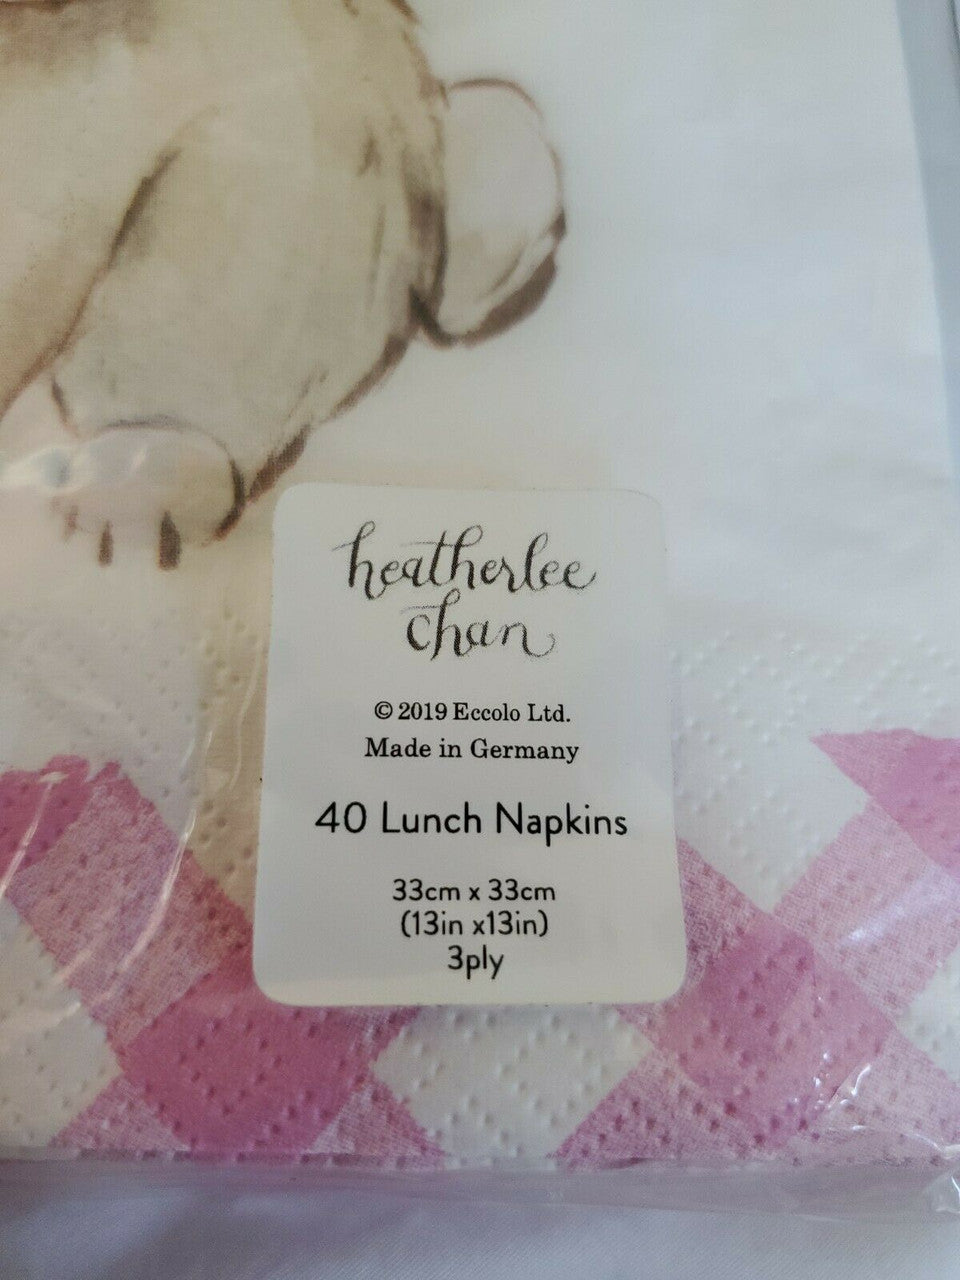 heatherlee
chan
© 2019 Eccolo Ltd.
Made in Germany
40 Lunch Napkins
33cm x 33cm
(13in x13in)
3ply